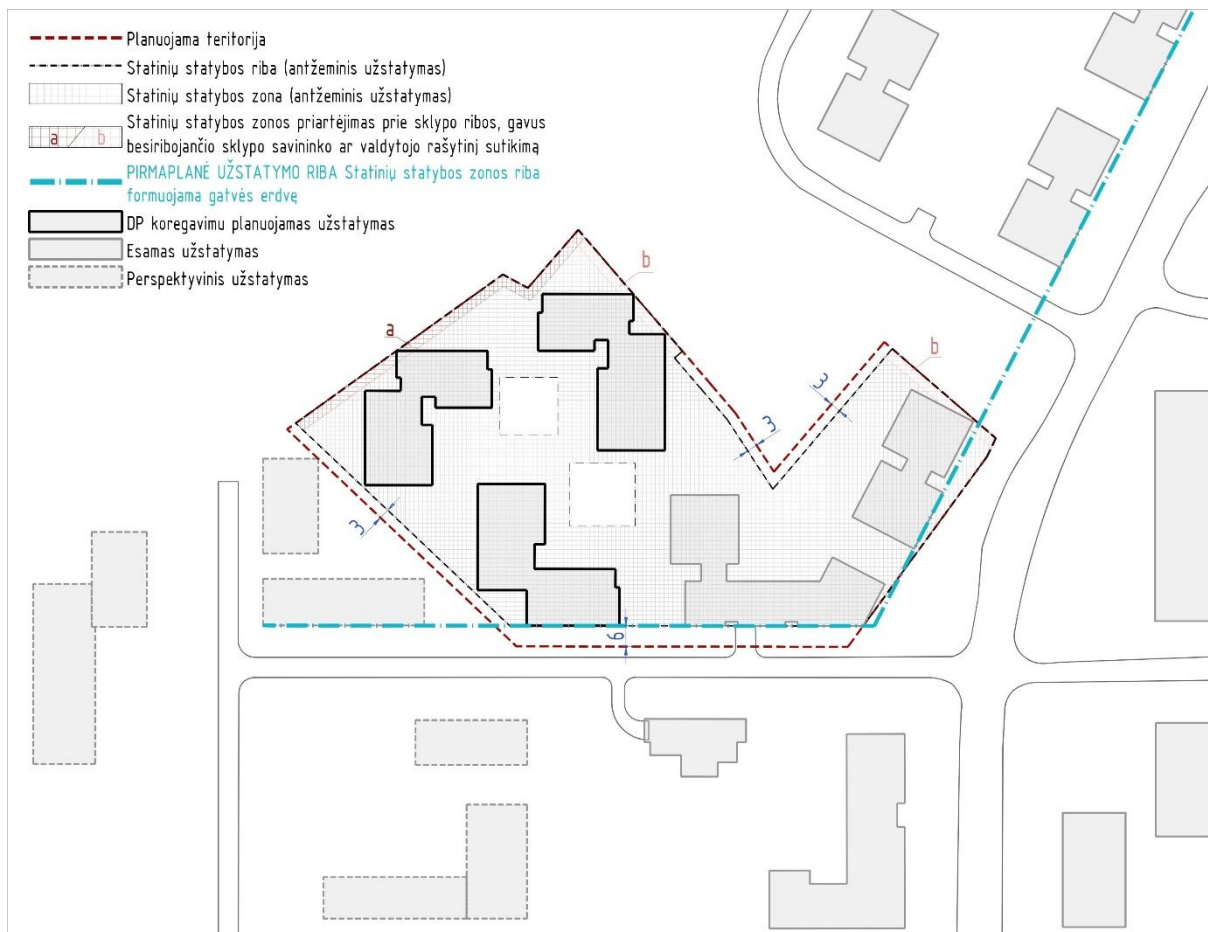 Planuojama teritorija
Statinių statybos riba (antžeminis užstatymas)
Statinių statybos zona (antžeminis užstatymas)
a b
Statinių statybos zonos priartėjimas prie sklypo ribos, gavus
besiribojančio sklypo savininko ar valdytojo rašytinį sutikimą
PIRMAPLANĖ UŽSTATYMO RIBA Statinių statybos zonos riba
formuojama gatvės erdvę
DP koregavimu planuojamas užstatymas
Esamas užstatymas
Perspektyvinis užstatymas
b
a
b
3
3
3
6